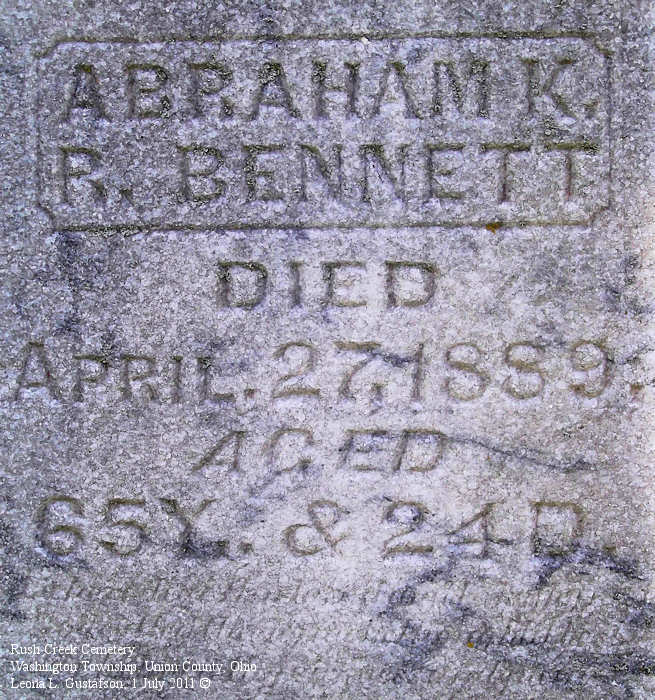 ABRAHAM K.
R. BENNETT
DIED
APRIL. 27, 1889.
AGED
65Y. & 24D.
Rush Creek Cemetery
Washington Township, Union County, Ohio
Leona L. Gustafson, 1 July 2011 ©